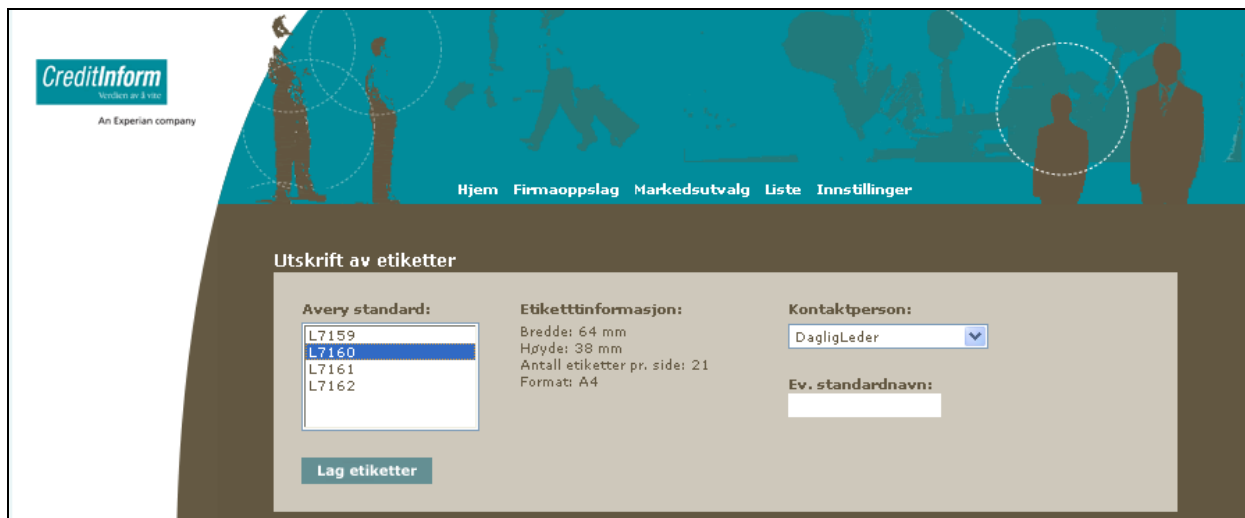 CreditInform
Verdien av å vite
An Experian company
Hjem Firmaoppslag Markedsutvalg Liste Innstillinger
Utskrift av etiketter
Avery standard:
L7159
L7160
L7161
L7162
Etiketttinformasjon:
Bredde: 64 mm
Høyde: 38 mm
Antall etiketter pr. side: 21
Format: A4
Kontaktperson:
DagligLeder
Ev. standardnavn:
Lag etiketter